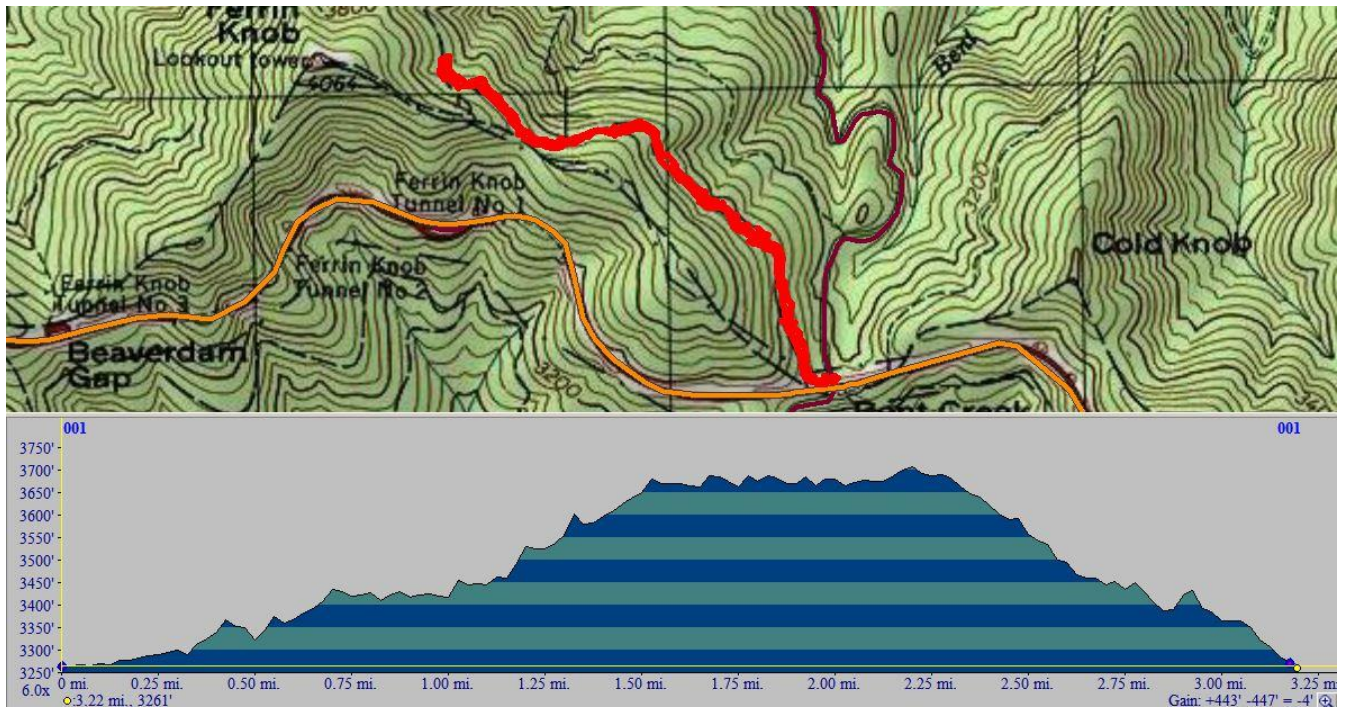 Ferrin
Knob
3800
Lookout tower
4064
Bent
3200
Ferrin Knob
Tunnel No 1
Cold Knob
Ferrin Knob
Tunnel No 2
Ferrin Knob
Tunnel No 3
Beaverdam
Gap
3200
Bent Creek
001
001
3750'
3700'
3650'
3600'
3550'
3500'
3450'
3400'
3350'
3300'
3250'
6.0x
0 mi.
0.25 mi.
0.50 mi.
0.75 mi.
1.00 mi.
1.25 mi.
1.50 mi.
1.75 mi.
2.00 mi.
2.25 mi.
2.50 mi.
2.75 mi.
3.00 mi.
3.25 m
:3.22 mi., 3261'
Gain: +443' -447' = -4'